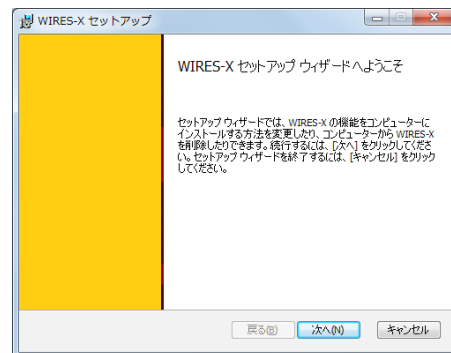 WIRES-X セットアップ
WIRES-X セットアップ ウィザードへようこそ
セットアップ ウィザードでは、WIRES-X の機能をコンピューターに
インストールする方法を変更したり、コンピューターから WIRES-X
を削除したりできます。続行するには、[次へ] をクリックしてくださ
い。セットアップ ウィザードを終了するには、[キャンセル] をクリック
してください。
戻る(B) 次へ(N) キャンセル